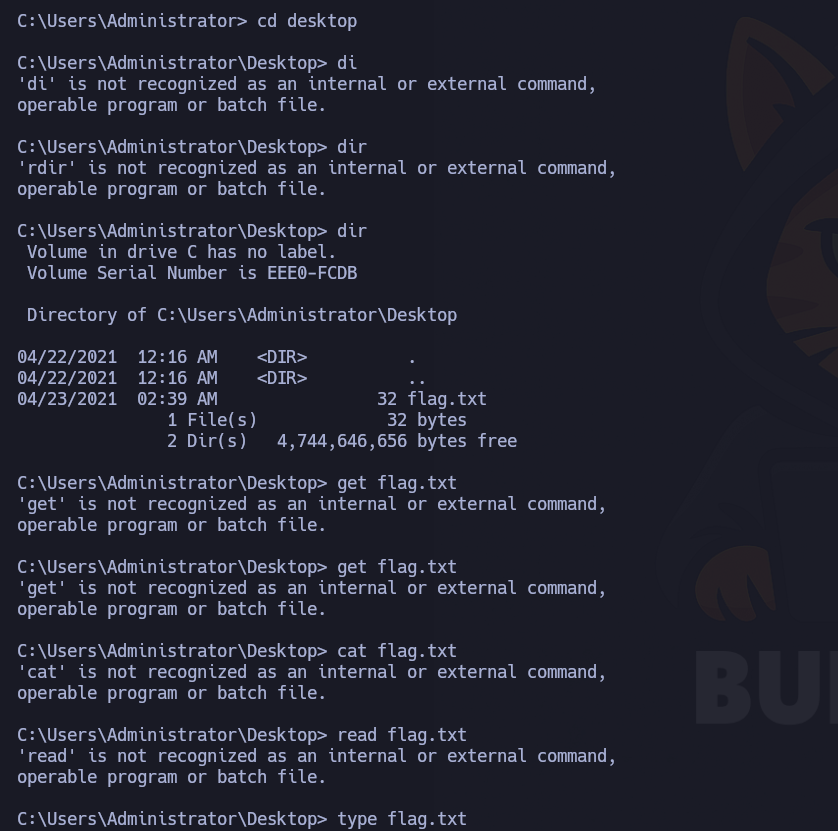 C:\Users\Administrator> cd desktop
C:\Users\Administrator\Desktop> di
'di' is not recognized as an internal or external command,
operable program or batch file.
C:\Users\Administrator\Desktop> dir
'rdir' is not recognized as an internal or external command,
operable program or batch file.
C:\Users\Administrator\Desktop> dir
 Volume in drive C has no label.
 Volume Serial Number is EEE0-FCDB
 Directory of C:\Users\Administrator\Desktop
04/22/2021  12:16 AM    <DIR>          .
04/22/2021  12:16 AM    <DIR>          ..
04/23/2021  02:39 AM                32 flag.txt
               1 File(s)             32 bytes
               2 Dir(s)   4,744,646,656 bytes free
C:\Users\Administrator\Desktop> get flag.txt
'get' is not recognized as an internal or external command,
operable program or batch file.
C:\Users\Administrator\Desktop> get flag.txt
'get' is not recognized as an internal or external command,
operable program or batch file.
C:\Users\Administrator\Desktop> cat flag.txt
'cat' is not recognized as an internal or external command,
operable program or batch file.
C:\Users\Administrator\Desktop> read flag.txt
'read' is not recognized as an internal or external command,
operable program or batch file.
C:\Users\Administrator\Desktop> type flag.txt